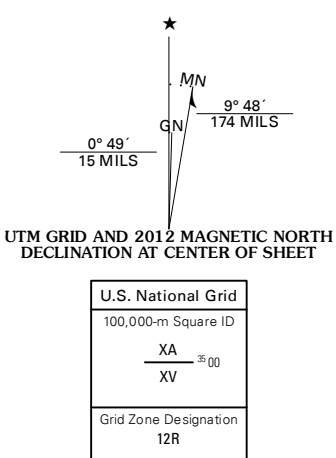 ★
MN
GN
9° 48´
174 MILS
0° 49´
15 MILS
UTM GRID AND 2012 MAGNETIC NORTH
DECLINATION AT CENTER OF SHEET
U.S. National Grid
100,000-m Square ID
XA
35 00
XV
Grid Zone Designation
12R